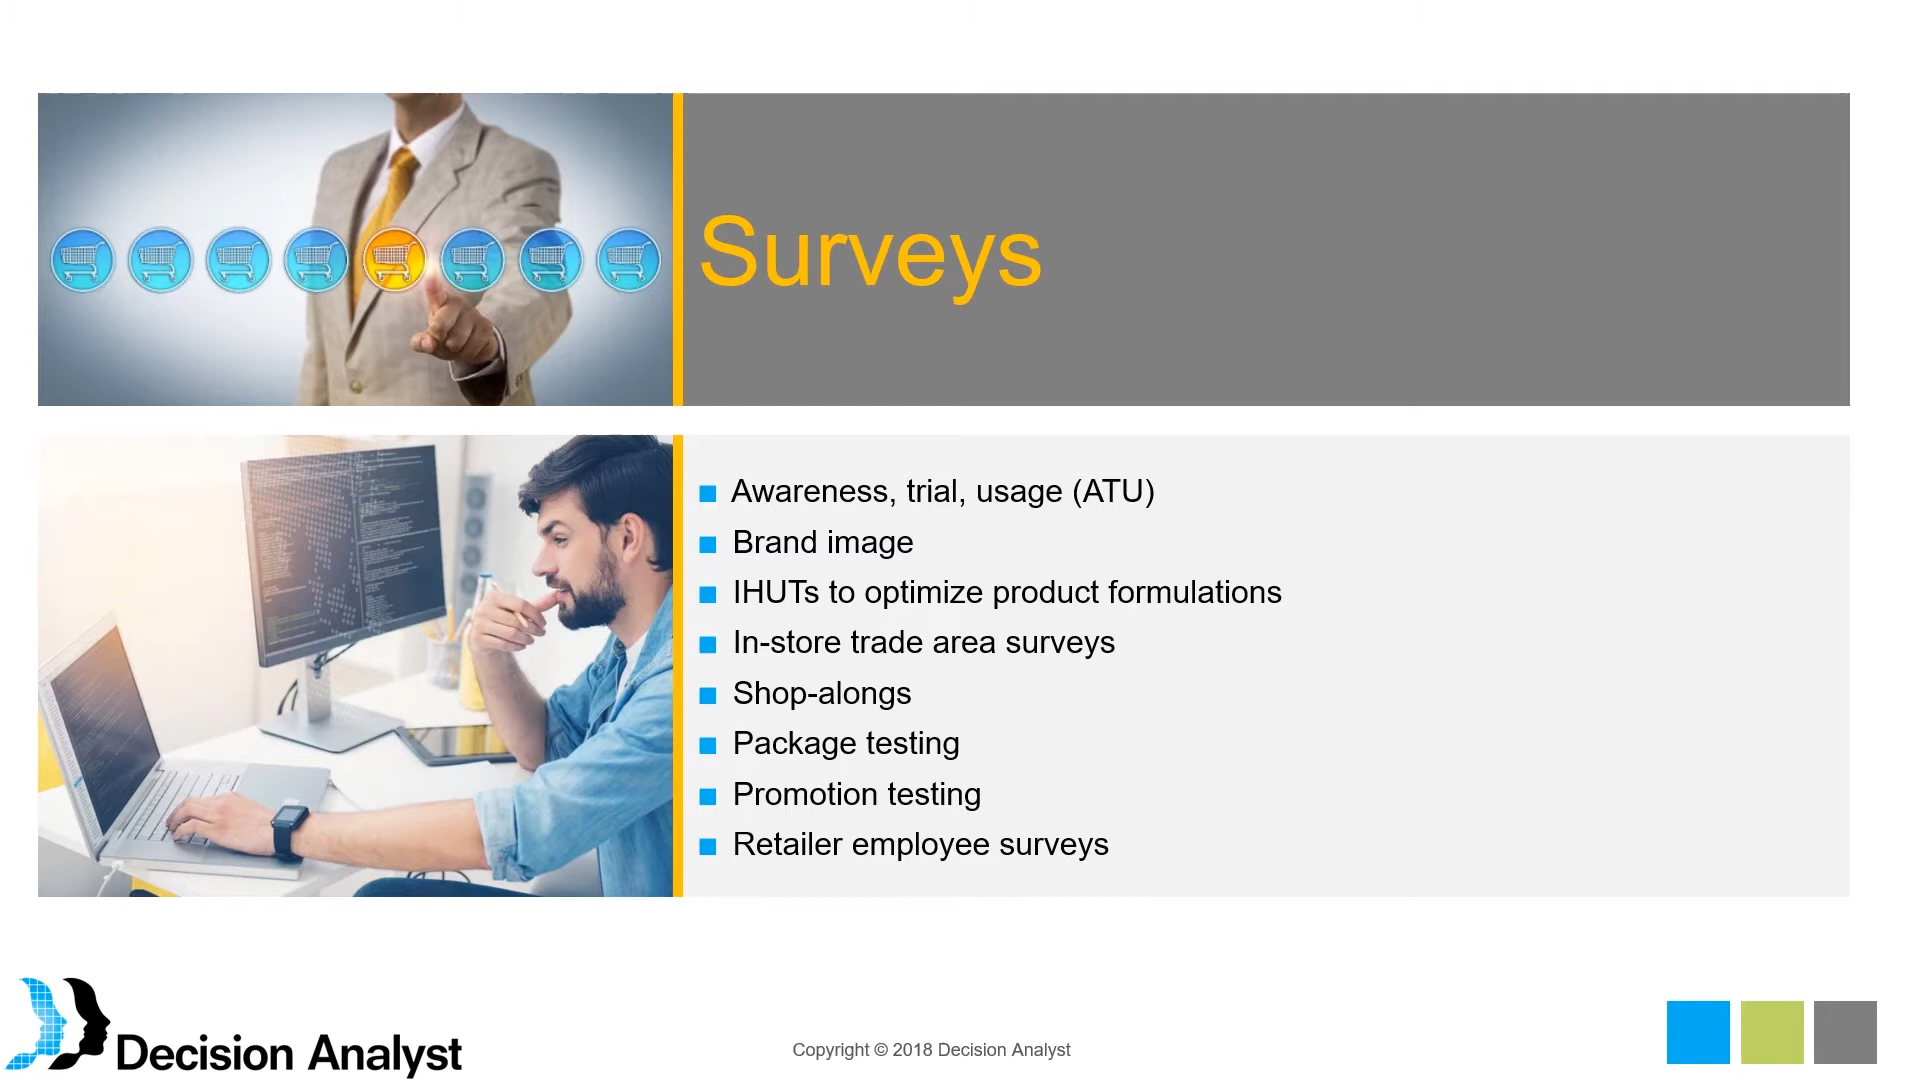 Surveys
Awareness, trial, usage (ATU)
Brand image
IHUTs to optimize product formulations
In-store trade area surveys
Shop-alongs
Package testing
Promotion testing
Retailer employee surveys
Decision Analyst
Copyright © 2018 Decision Analyst